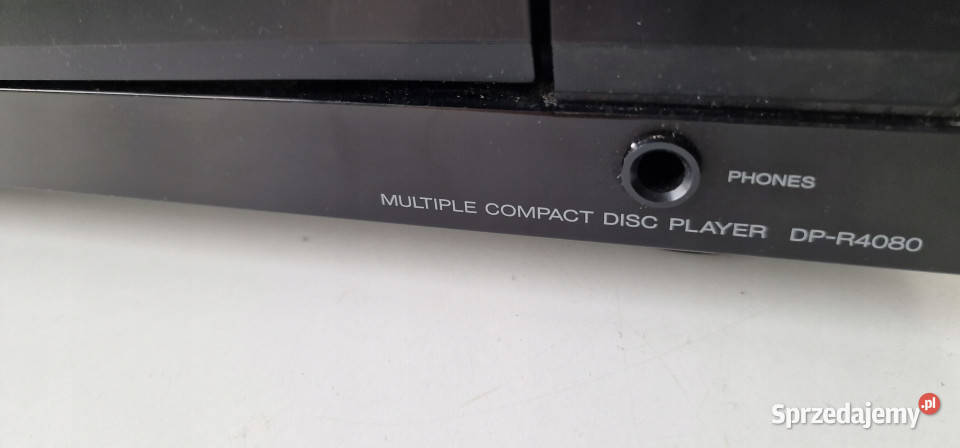 PHONES
MULTIPLE COMPACT DISC PLAYER DP-R4080
Sprzedajemy.pl